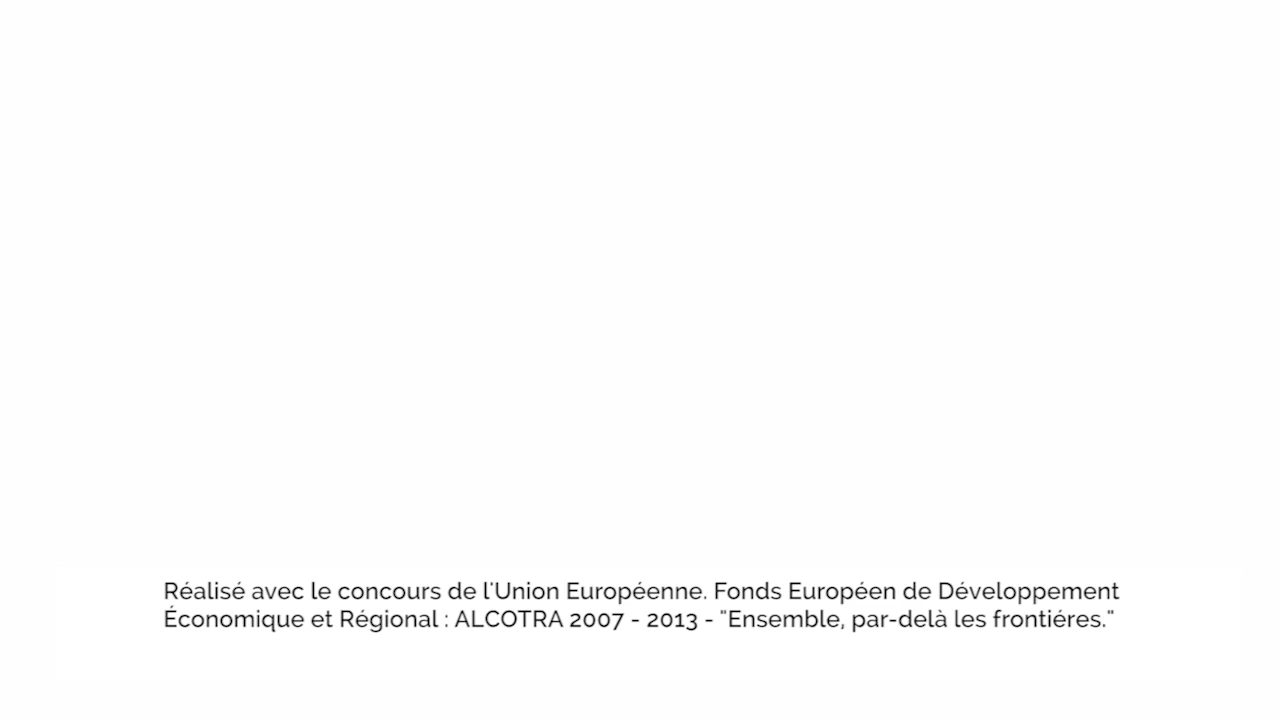 Réalisé avec le concours de l'Union Européenne. Fonds Européen de Développement
Économique et Régional : ALCOTRA 2007 - 2013 - "Ensemble, par-delà les frontiéres."